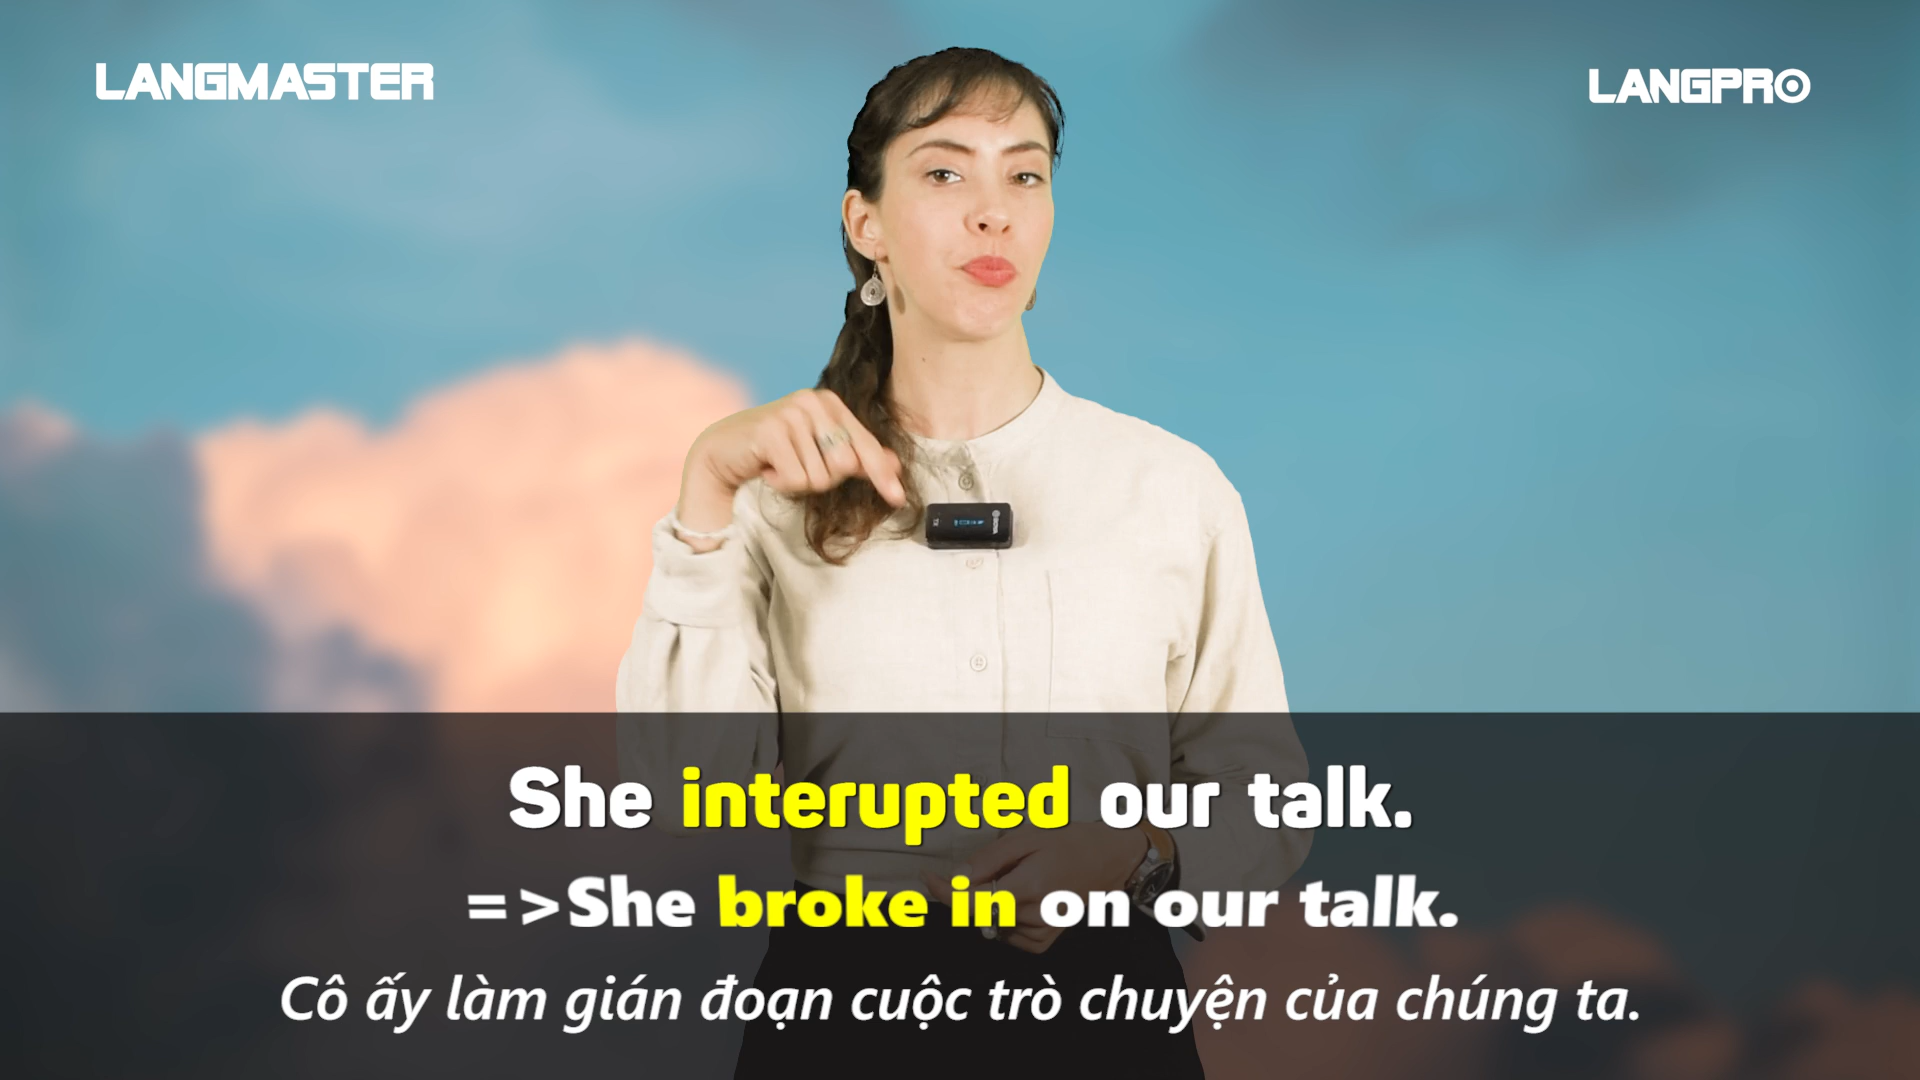 LANGMASTER
LANGPRO
She interupted our talk.
=>She broke in on our talk.
Cô ấy làm gián đoạn cuộc trò chuyện của chúng ta.